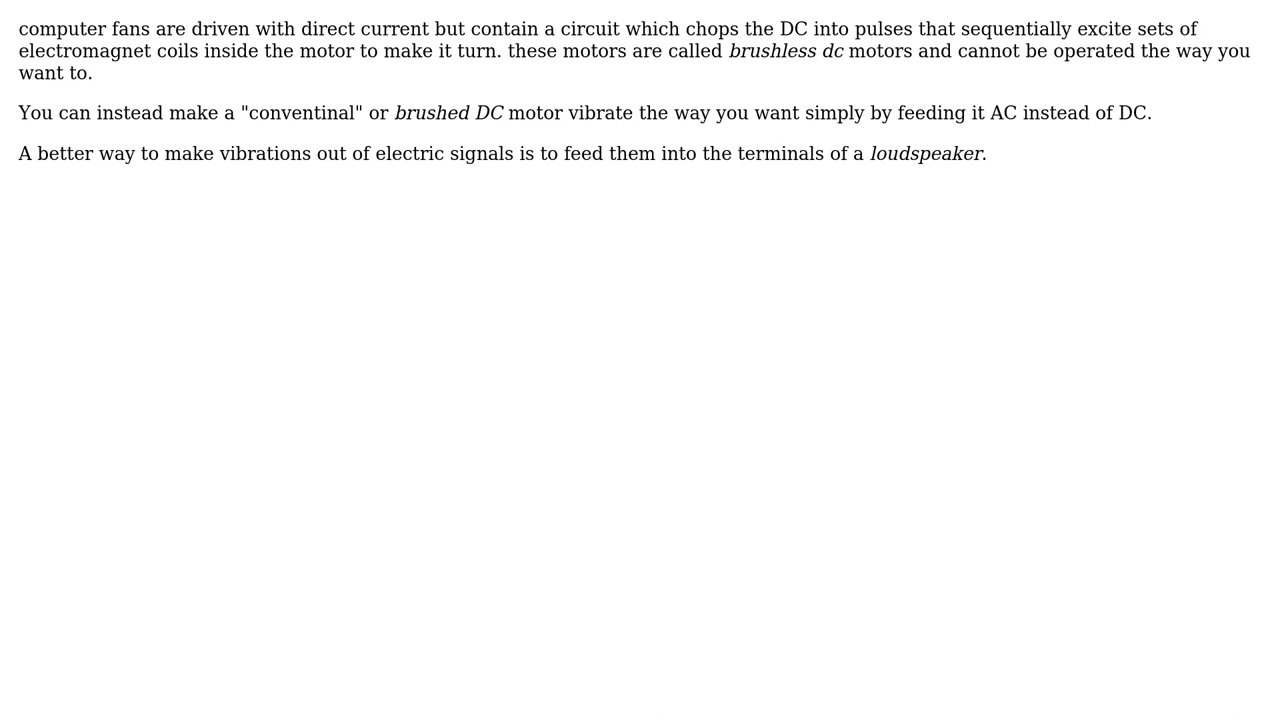 computer fans are driven with direct current but contain a circuit which chops the DC into pulses that sequentially excite sets of
electromagnet coils inside the motor to make it turn. these motors are called brushless dc motors and cannot be operated the way you
want to.
You can instead make a "conventinal" or brushed DC motor vibrate the way you want simply by feeding it AC instead of DC.
A better way to make vibrations out of electric signals is to feed them into the terminals of a loudspeaker.